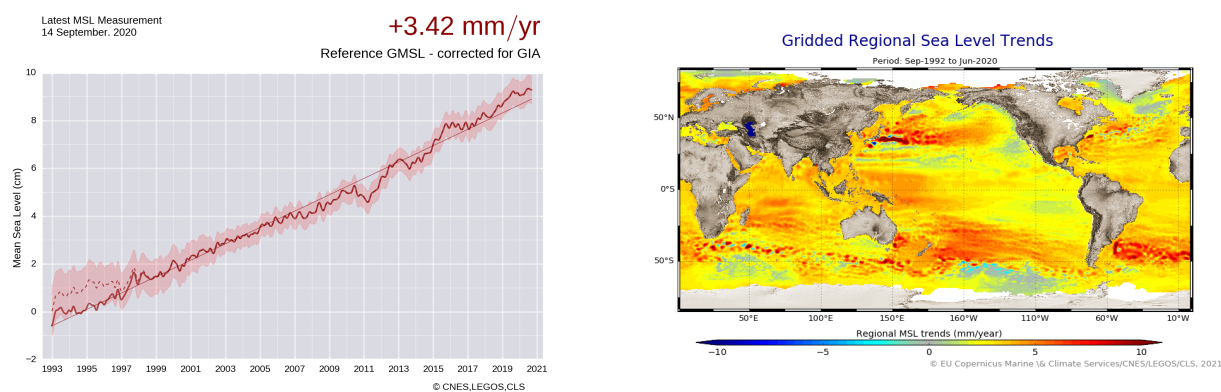 Latest MSL Measurement
14 September. 2020
+3.42 mm/yr
Reference GMSL - corrected for GIA
Mean Sea Level (cm)
10
8
6
4
2
0
−2
1993 1995 1997 1999 2001 2003 2005 2007 2009 2011 2013 2015 2017 2019 2021
© CNES,LEGOS,CLS
Gridded Regional Sea Level Trends
Period: Sep-1992 to Jun-2020
50°N
0°S
50°S
50°E 100°E 150°E 160°W 110°W 60°W 10°W
Regional MSL trends (mm/year)
−10 −5 0 5 10
© EU Copernicus Marine \& Climate Services/CNES/LEGOS/CLS, 2021